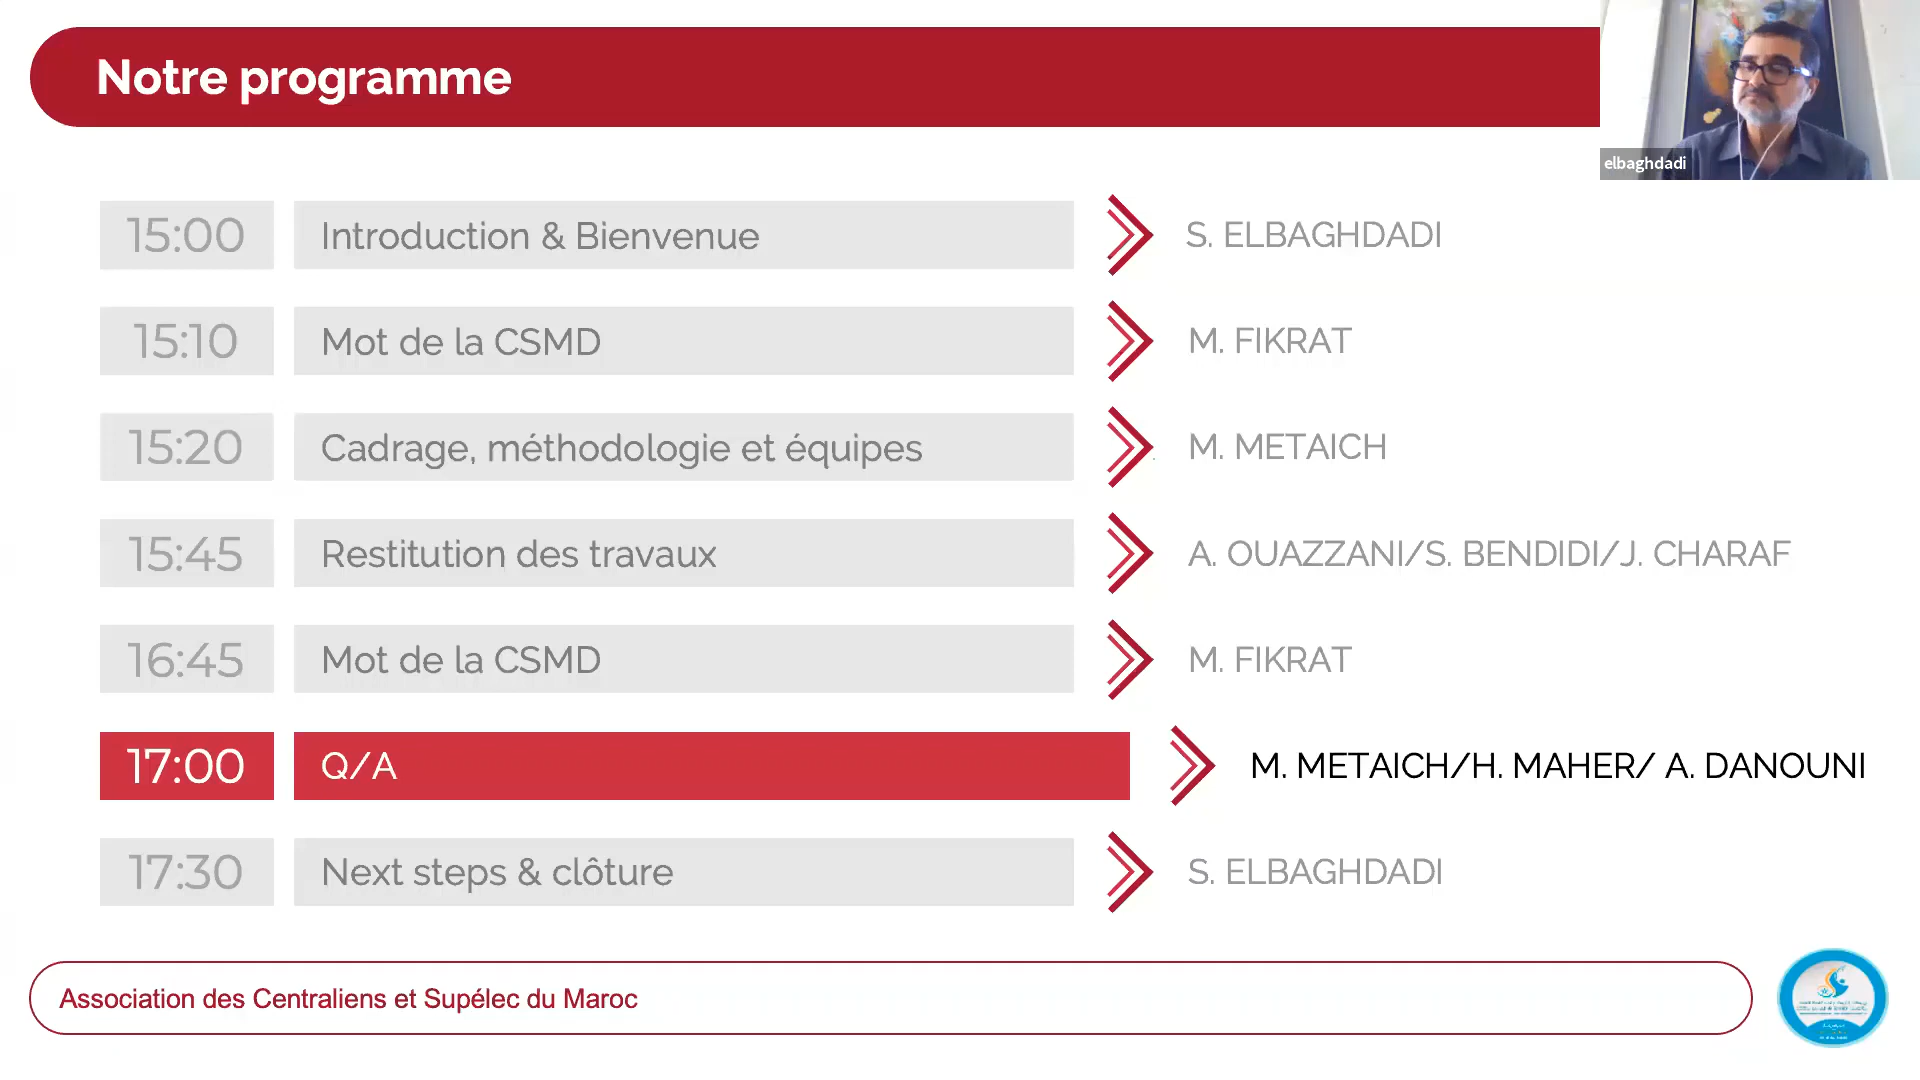 Notre programme
elbaghdadi
15:00 Introduction & Bienvenue S. ELBAGHDADI
15:10 Mot de la CSMD M. FIKRAT
15:20 Cadrage, méthodologie et équipes M. METAICH
15:45 Restitution des travaux A. OUAZZANI/S. BENDIDI/J. CHARAF
16:45 Mot de la CSMD M. FIKRAT
17:00 Q/A M. METAICH/H. MAHER/ A. DANOUNI
17:30 Next steps & clôture S. ELBAGHDADI
Association des Centraliens et Supélec du Maroc